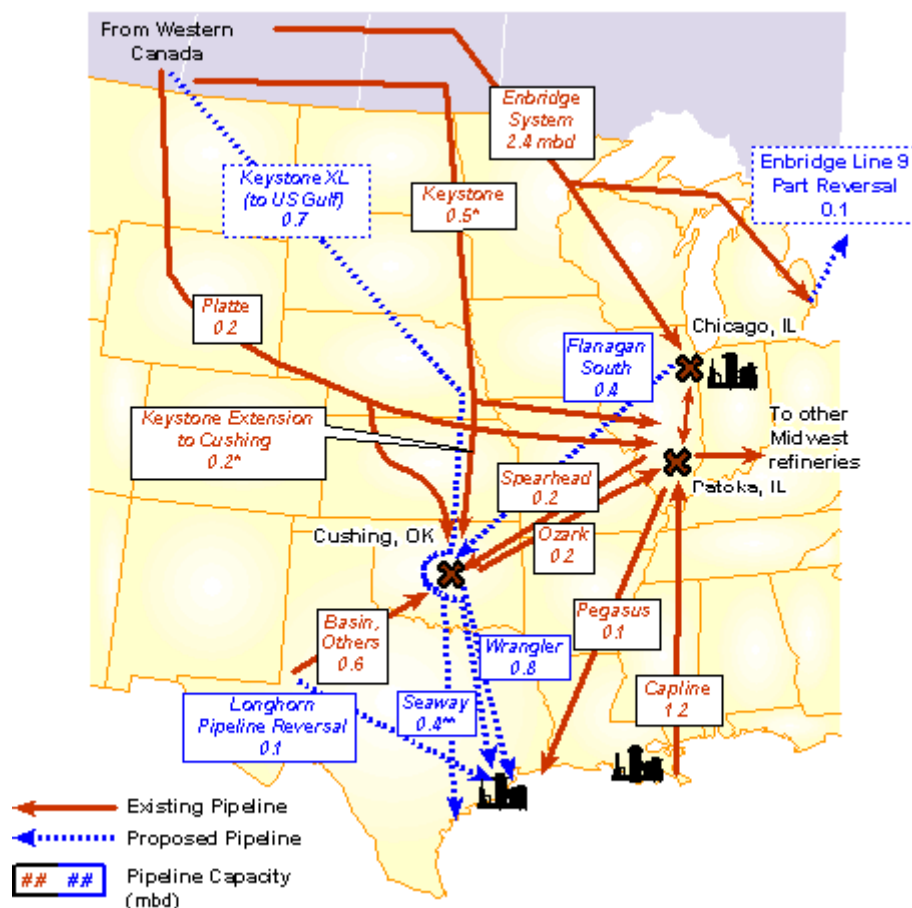 From Western
Canada
Enbridge
System
2.4 mbd
Enbridge Line 9
Part Reversal
0.1
Keystone XL
(to US Gulf)
0.7
Keystone
0.5*
Platte
0.2
Chicago, IL
Flanagan
South
0.4
Keystone Extension
to Cushing
0.2*
To other
Midwest
refineries
Spearhead
0.2
Patoka, IL
Cushing, OK
Ozark
0.2
Basin,
Others
0.6
Pegasus
0.1
Wrangler
0.8
Capline
1.2
Longhorn
Pipeline Reversal
0.1
Seaway
0.4**
Existing Pipeline
Proposed Pipeline
## ## Pipeline Capacity
(mbd)